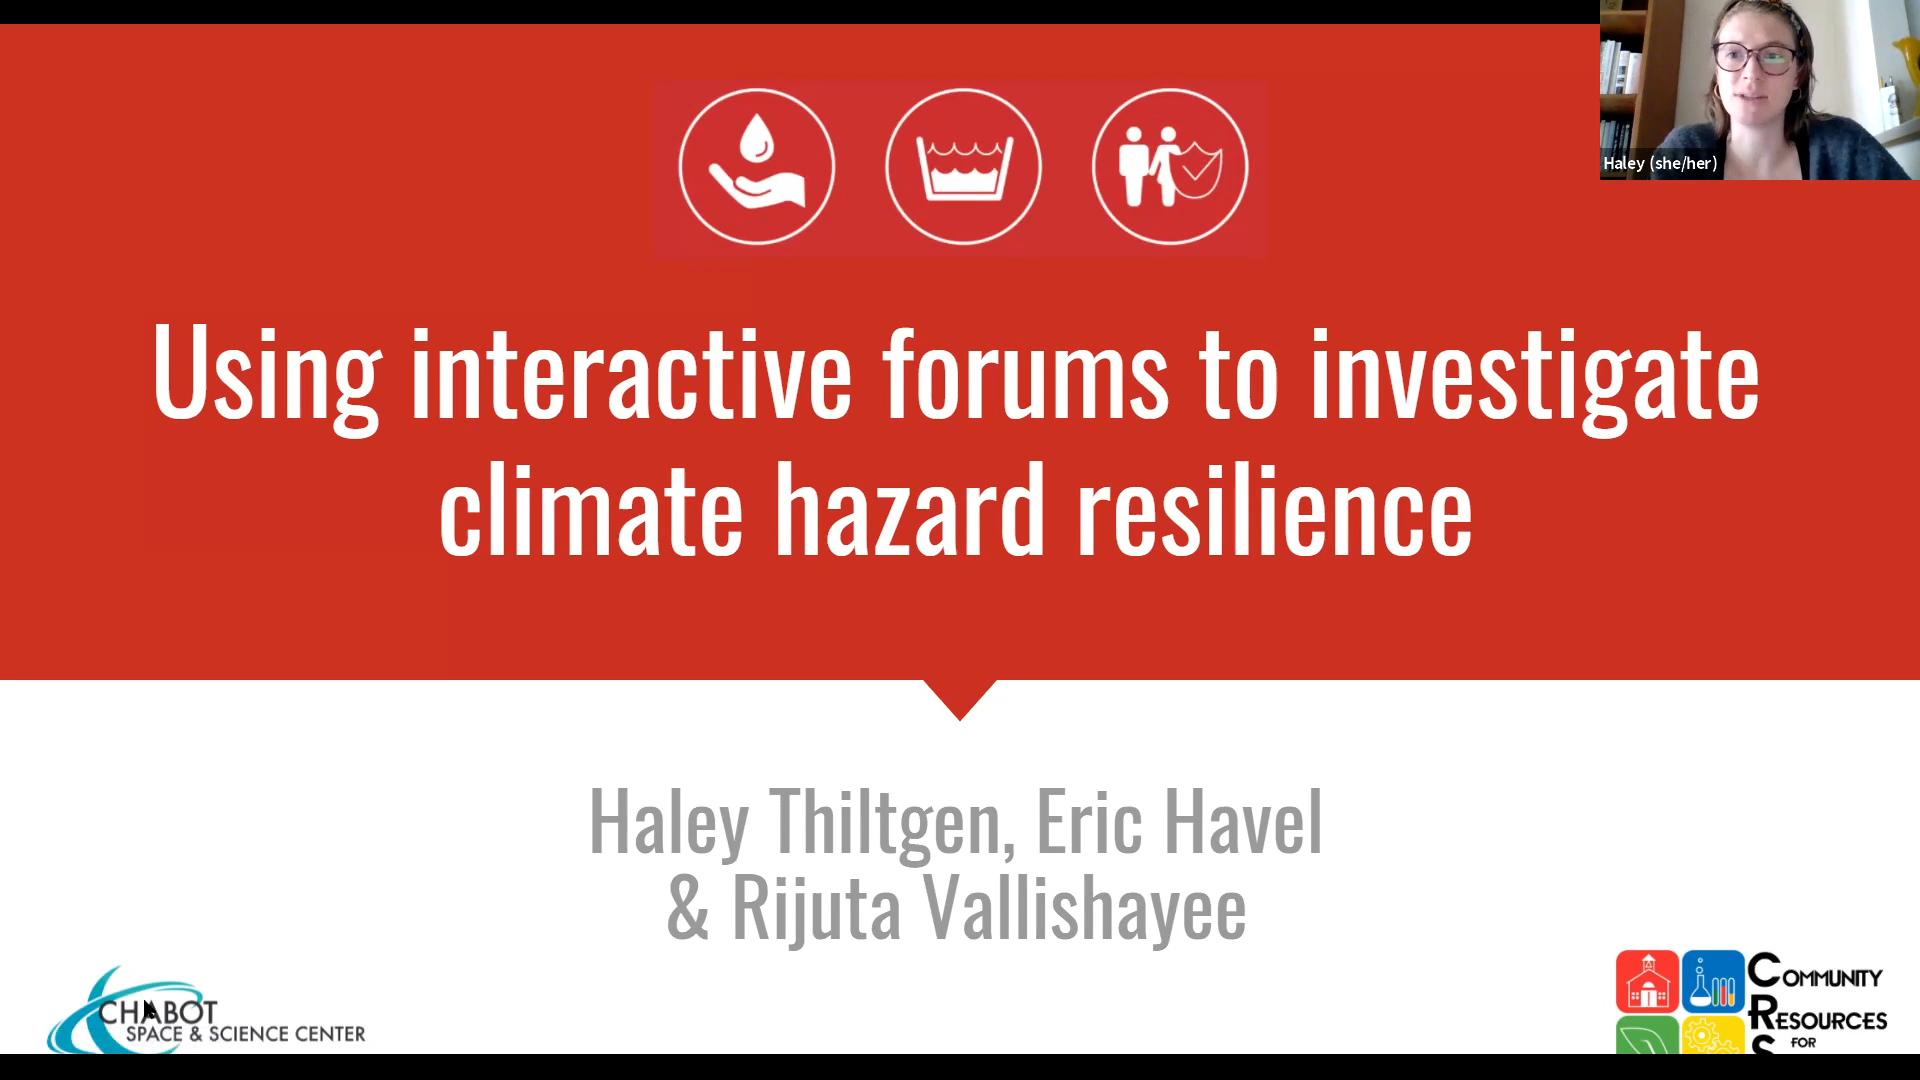 Haley (she/her)
Using interactive forums to investigate
climate hazard resilience
Haley Thiltgen, Eric Havel
& Rijuta Vallishayee
CHABOT
SPACE & SCIENCE CENTER
COMMUNITY
RESOURCES
FOR